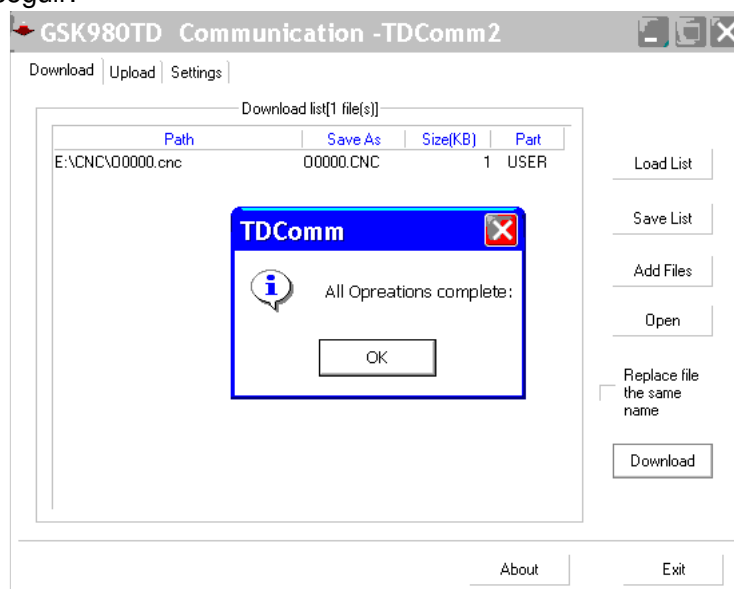 seguir:
GSK980TD Communication -TDComm2
Download Upload Settings
Download list[1 file(s)]
Path Save As Size(KB) Part
E:\CNC\O0000.cnc O0000.CNC 1 USER
Load List
Save List
TDComm
Add Files
All Opreations complete:
Open
OK
Replace file
the same
name
Download
About Exit